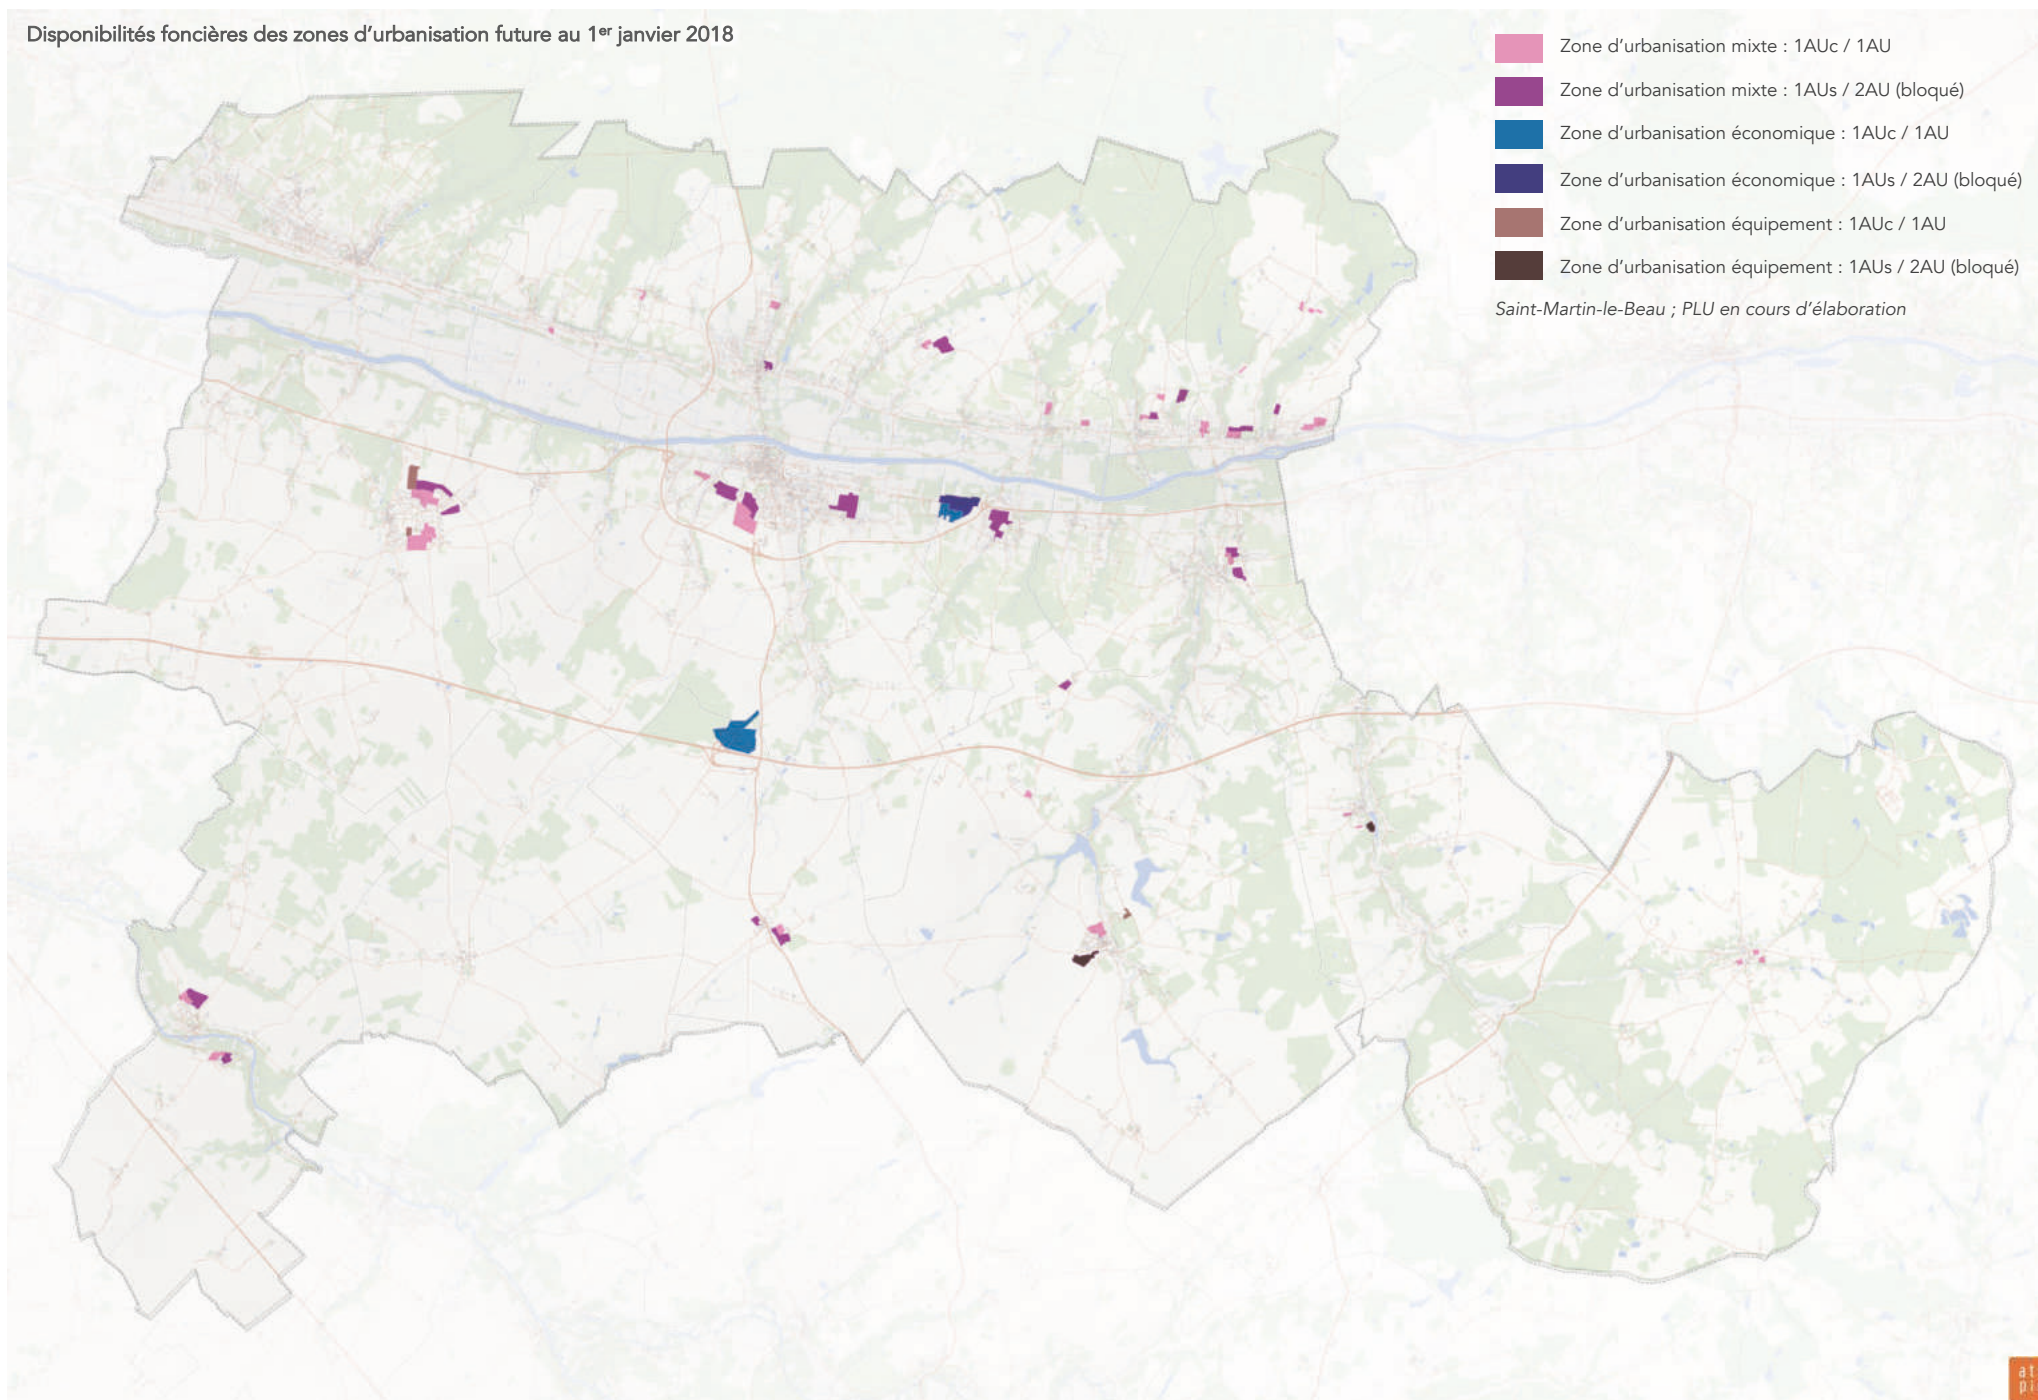 Disponibilités foncières des zones d'urbanisation future au 1er janvier 2018
Zone d'urbanisation mixte : 1AUc / 1AU
Zone d'urbanisation mixte : 1AUs / 2AU (bloqué)
Zone d'urbanisation économique : 1AUc / 1AU
Zone d'urbanisation économique : 1AUs / 2AU (bloqué)
Zone d'urbanisation équipement : 1AUc / 1AU
Zone d'urbanisation équipement : 1AUs / 2AU (bloqué)
Saint-Martin-le-Beau ; PLU en cours d'élaboration
at
pi